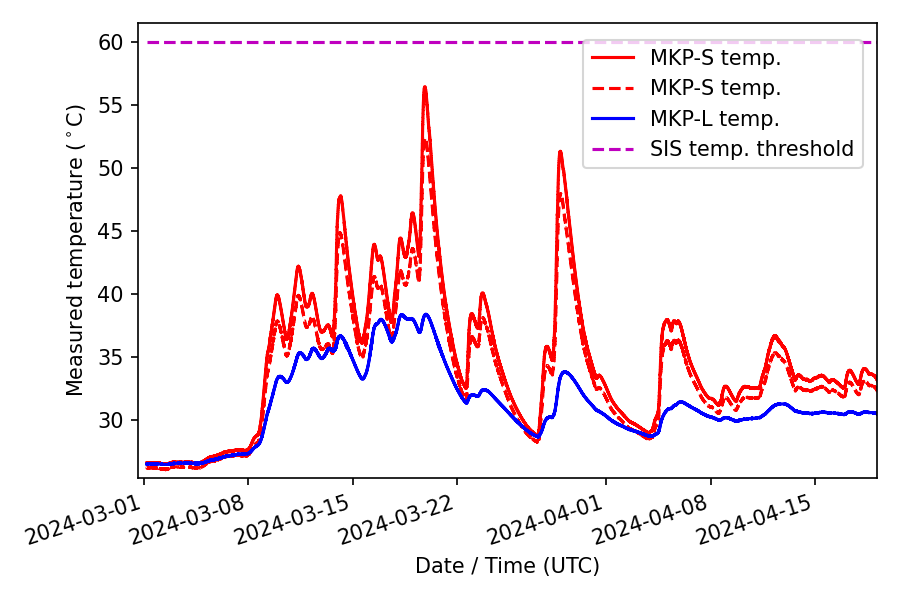 60
55
50
45
40
35
30
Measured temperature (°C)
MKP-S temp.
MKP-S temp.
MKP-L temp.
SIS temp. threshold
2024-03-01
2024-03-08
2024-03-15
2024-03-22
2024-04-01
2024-04-08
2024-04-15
Date / Time (UTC)